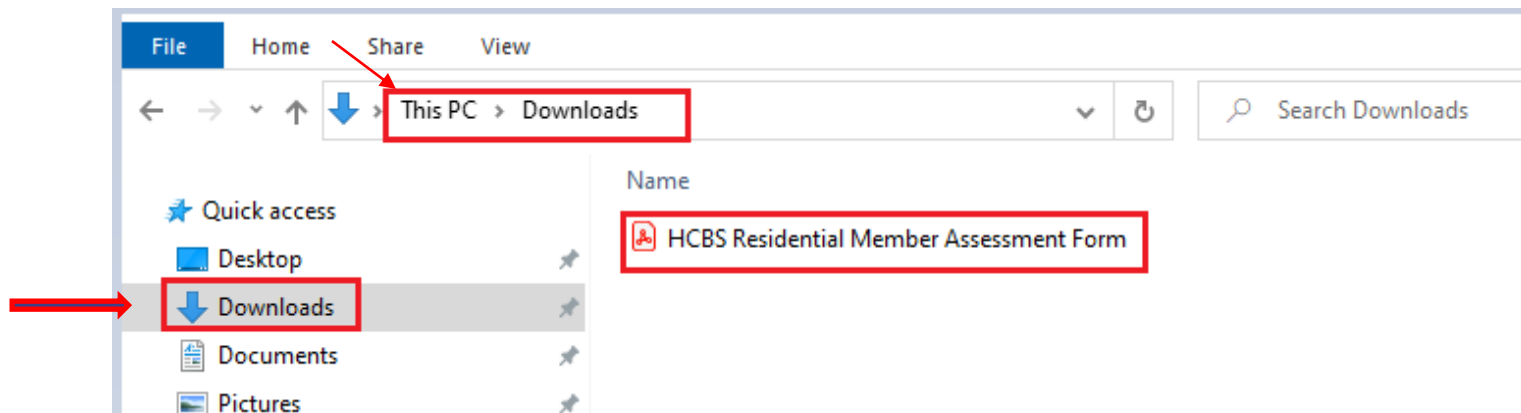 File Home Share View
This PC > Downloads
Search Downloads
Name
Quick access
HCBS Residential Member Assessment Form
Desktop
Downloads
Documents
Pictures